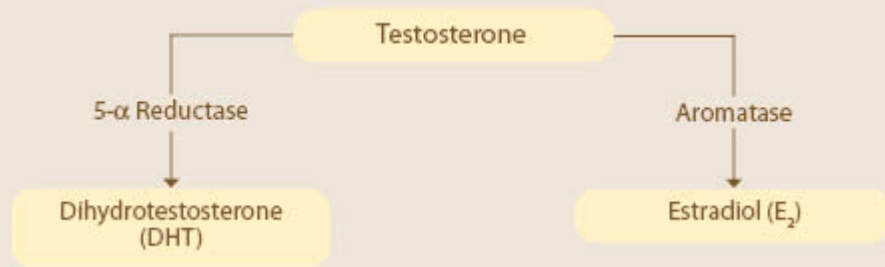 Testosterone
5-α Reductase
Aromatase
Dihydrotestosterone
(DHT)
Estradiol (E₂)